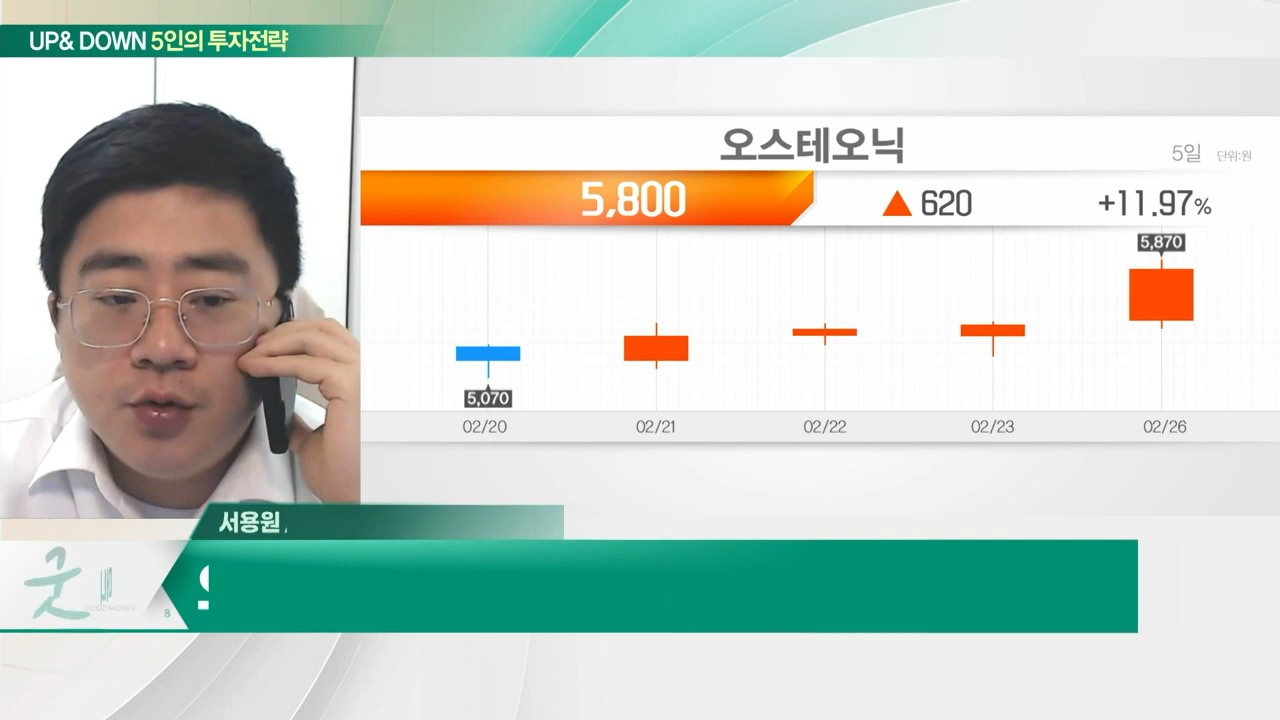 UP& DOWN 5인의 투자전략
오스테오닉
5일 단위:원
5,800 ▲620 +11.97%
5,870
5,070
02/20 02/21 02/22 02/23 02/26
서용원
굿
GOOD MONEY
8